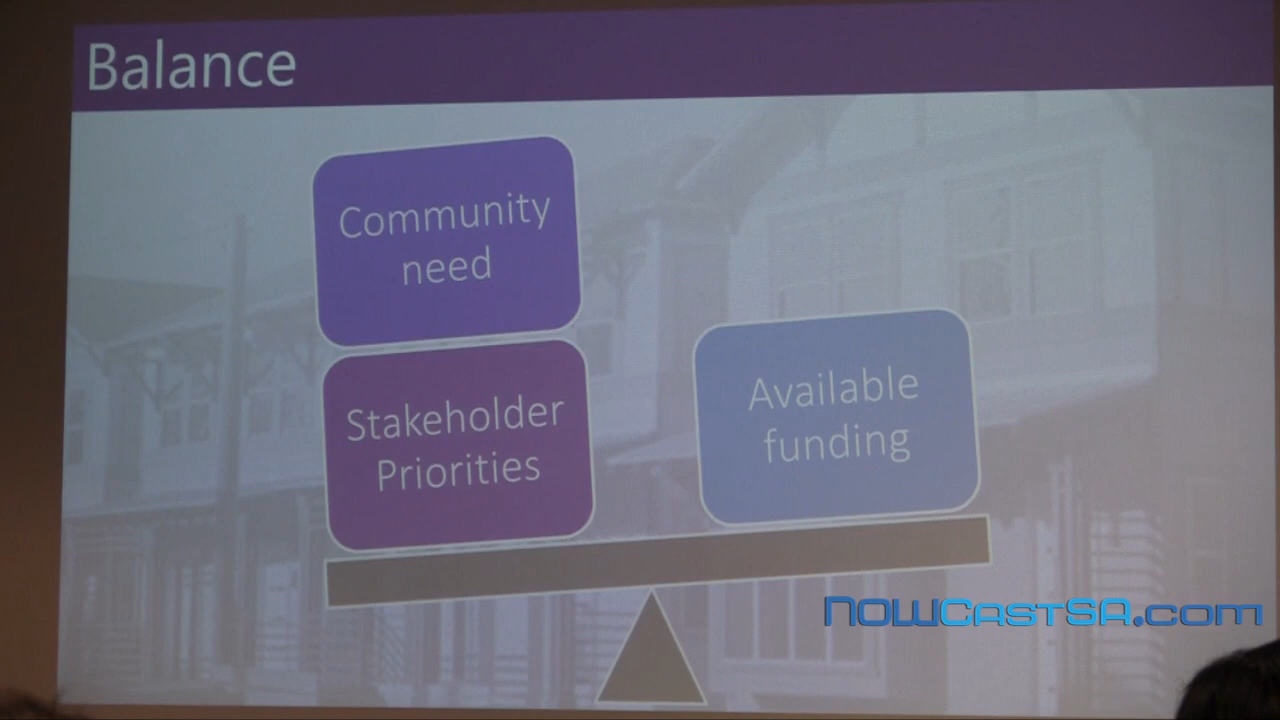 Balance
Community
need
Stakeholder
Priorities
Available
funding
NOWCASTSA.com